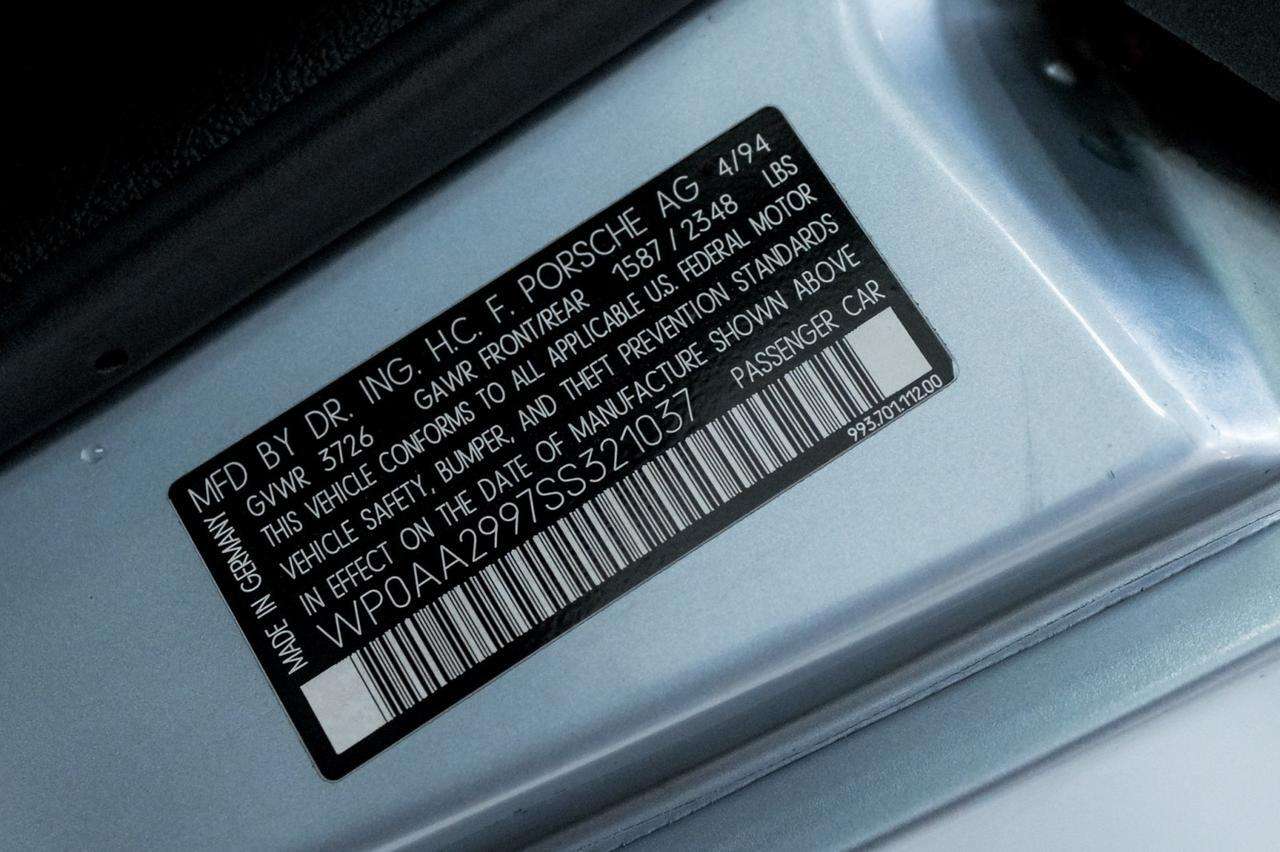 MFD BY DR. ING. H.C. F. PORSCHE AG 4/94
GVWR 3726 GAWR FRONT/REAR 1587 / 2348 LBS
THIS VEHICLE CONFORMS TO ALL APPLICABLE U.S. FEDERAL MOTOR
VEHICLE SAFETY, BUMPER, AND THEFT PREVENTION STANDARDS
IN EFFECT ON THE DATE OF MANUFACTURE SHOWN ABOVE
WP0AA2997SS321037 PASSENGER CAR
MADE IN GERMANY
993.701.112.00